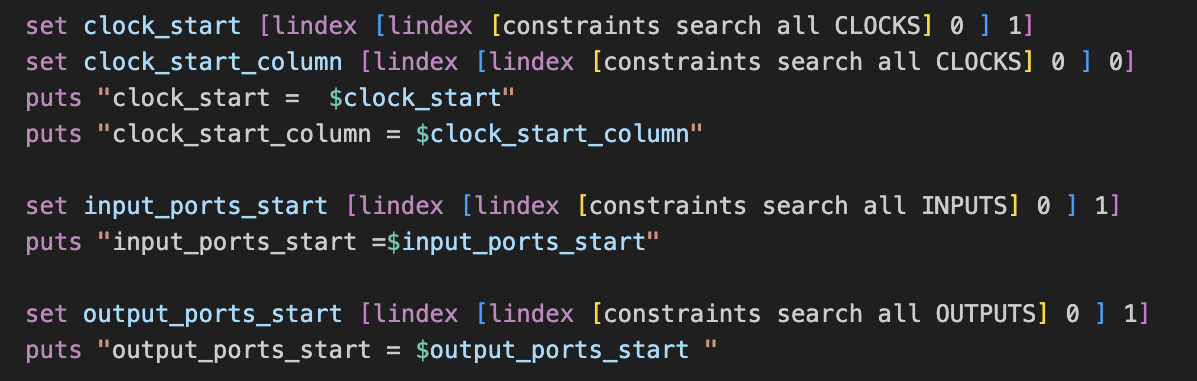 set clock_start [lindex [lindex [constraints search all CLOCKS] 0 ] 1]
set clock_start_column [lindex [lindex [constraints search all CLOCKS] 0 ] 0]
puts "clock_start =  $clock_start"
puts "clock_start_column = $clock_start_column"

set input_ports_start [lindex [lindex [constraints search all INPUTS] 0 ] 1]
puts "input_ports_start =$input_ports_start"

set output_ports_start [lindex [lindex [constraints search all OUTPUTS] 0 ] 1]
puts "output_ports_start = $output_ports_start "